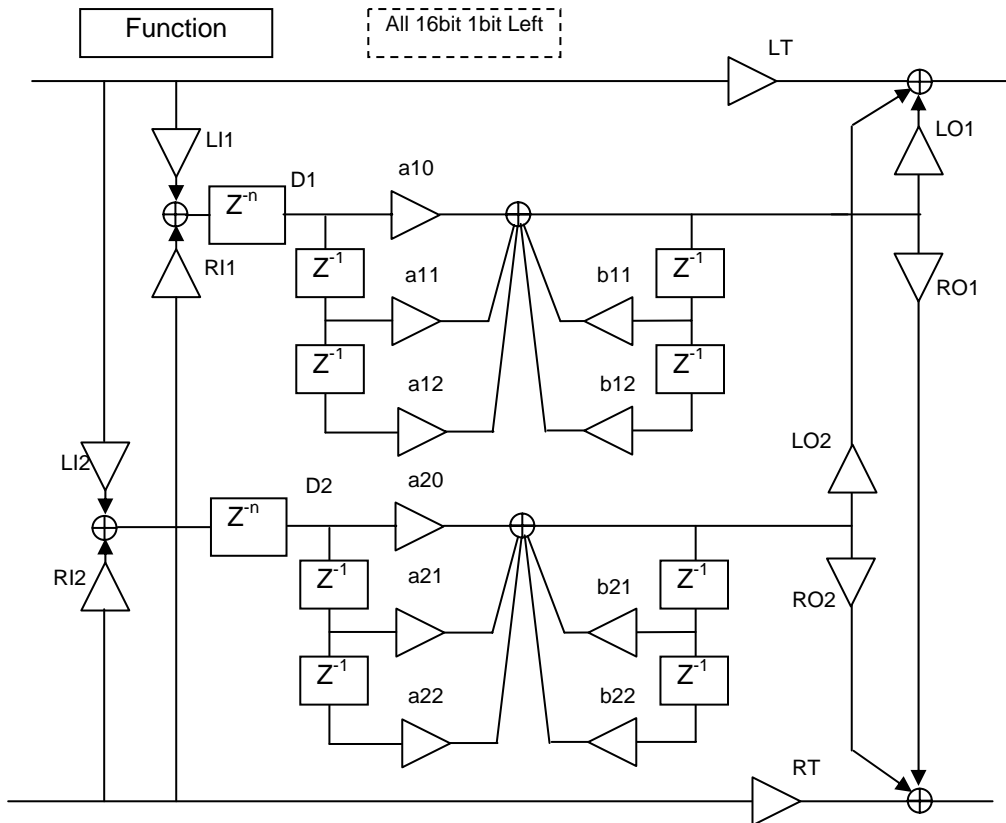 Function
All 16bit 1bit Left
LT
LI1
LO1
D1
a10
Z-n
RI1
Z-1
a11
b11
Z-1
RO1
Z-1
a12
b12
Z-1
LI2
LO2
D2
a20
Z-n
RI2
Z-1
a21
b21
Z-1
RO2
Z-1
a22
b22
Z-1
RT